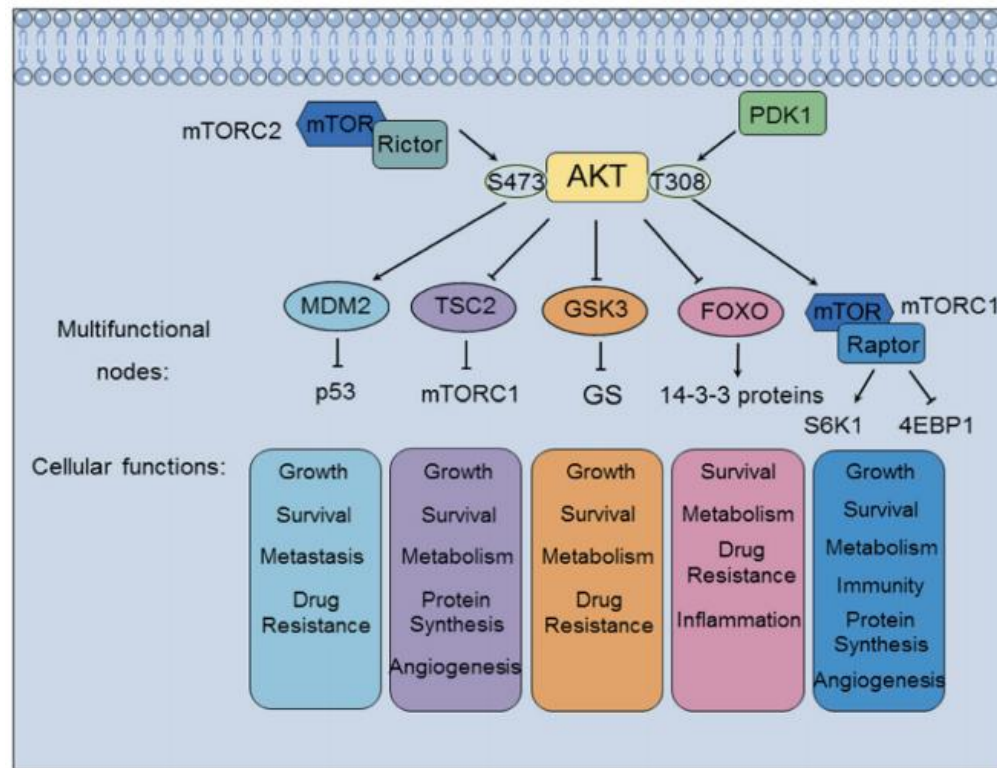 mTORC2
mTOR
Rictor
PDK1
S473
AKT
T308
Multifunctional
nodes:
MDM2
TSC2
GSK3
FOXO
mTOR
mTORC1
Raptor
p53
mTORC1
GS
14-3-3 proteins
S6K1
4EBP1
Cellular functions:
Growth
Survival
Metastasis
Drug
Resistance
Growth
Survival
Metabolism
Protein
Synthesis
Angiogenesis
Growth
Survival
Metabolism
Drug
Resistance
Survival
Metabolism
Drug
Resistance
Inflammation
Growth
Survival
Metabolism
Immunity
Protein
Synthesis
Angiogenesis